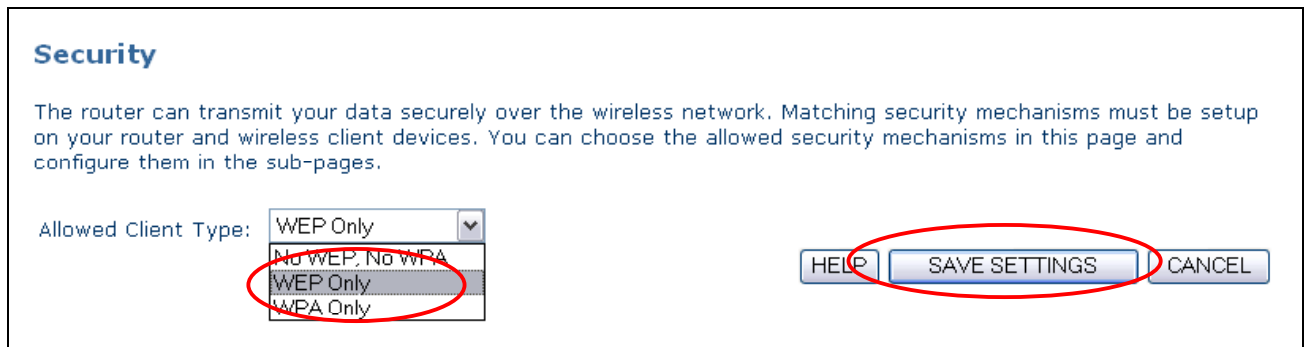 Security
The router can transmit your data securely over the wireless network. Matching security mechanisms must be setup
on your router and wireless client devices. You can choose the allowed security mechanisms in this page and
configure them in the sub-pages.
Allowed Client Type: WEP Only
No WEP, No WPA
WEP Only
WPA Only
HELP SAVE SETTINGS CANCEL